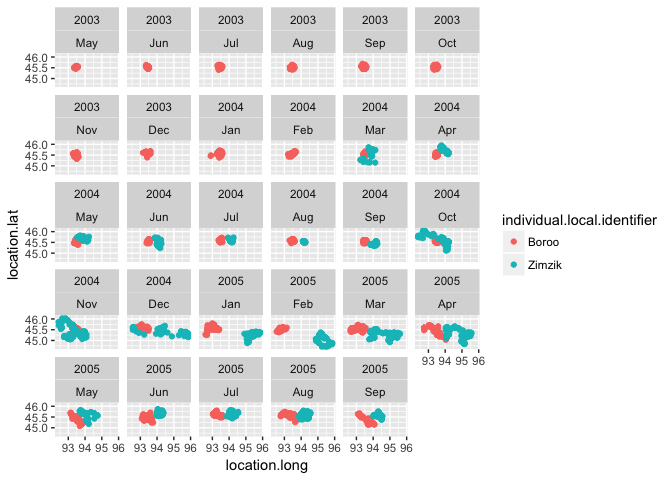 2003 2003 2003 2003 2003 2003
May Jun Jul Aug Sep Oct
46.0
45.5
45.0
2003 2003 2004 2004 2004 2004
Nov Dec Jan Feb Mar Apr
46.0
45.5
45.0
2004 2004 2004 2004 2004 2004
May Jun Jul Aug Sep Oct
46.0
45.5
45.0
2004 2004 2005 2005 2005 2005
Nov Dec Jan Feb Mar Apr
46.0
45.5
45.0
93 94 95 96
2005 2005 2005 2005 2005
May Jun Jul Aug Sep
46.0
45.5
45.0
93 94 95 96 93 94 95 96 93 94 95 96 93 94 95 96 93 94 95 96
location.long
location.lat
individual.local.identifier
Boroo
Zimzik